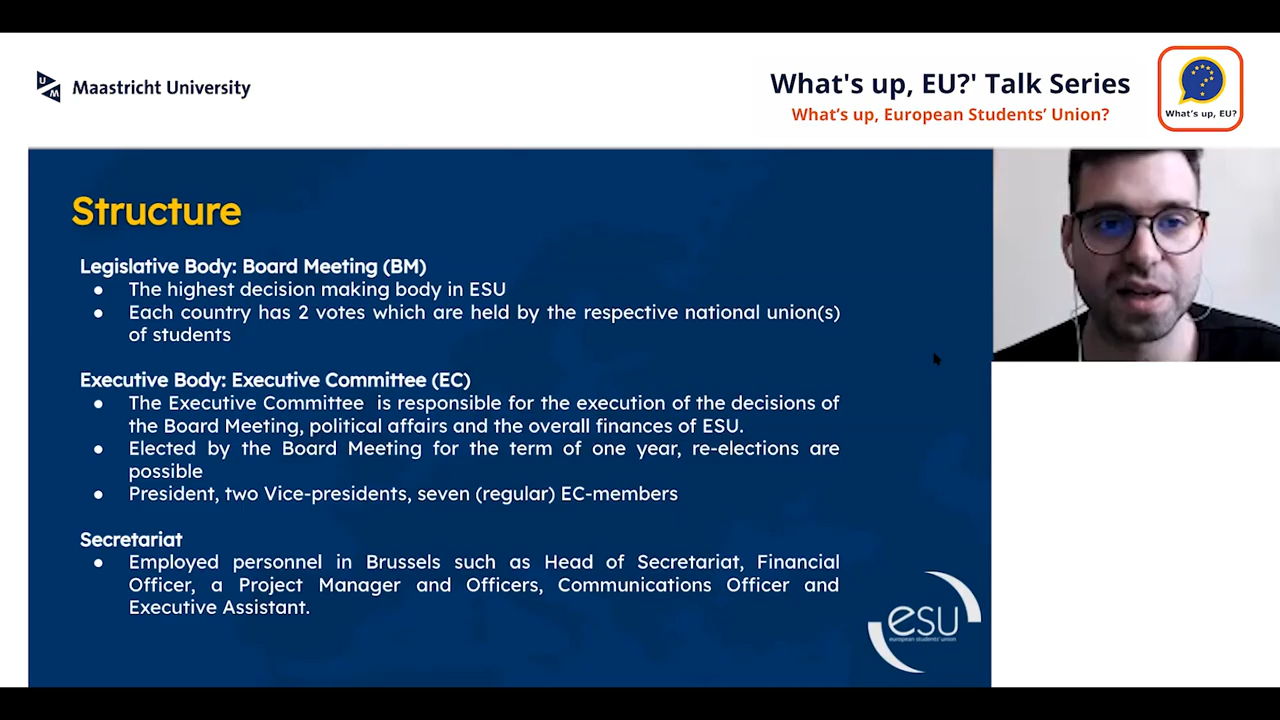 UM
Maastricht University
What's up, EU?' Talk Series
What's up, European Students' Union?
What's up, EU?
Structure
Legislative Body: Board Meeting (BM)
● The highest decision making body in ESU
● Each country has 2 votes which are held by the respective national union(s)
of students
Executive Body: Executive Committee (EC)
● The Executive Committee is responsible for the execution of the decisions of
the Board Meeting, political affairs and the overall finances of ESU.
● Elected by the Board Meeting for the term of one year, re-elections are
possible
● President, two Vice-presidents, seven (regular) EC-members
Secretariat
● Employed personnel in Brussels such as Head of Secretariat, Financial
Officer, a Project Manager and Officers, Communications Officer and
Executive Assistant.
esu
european students' union